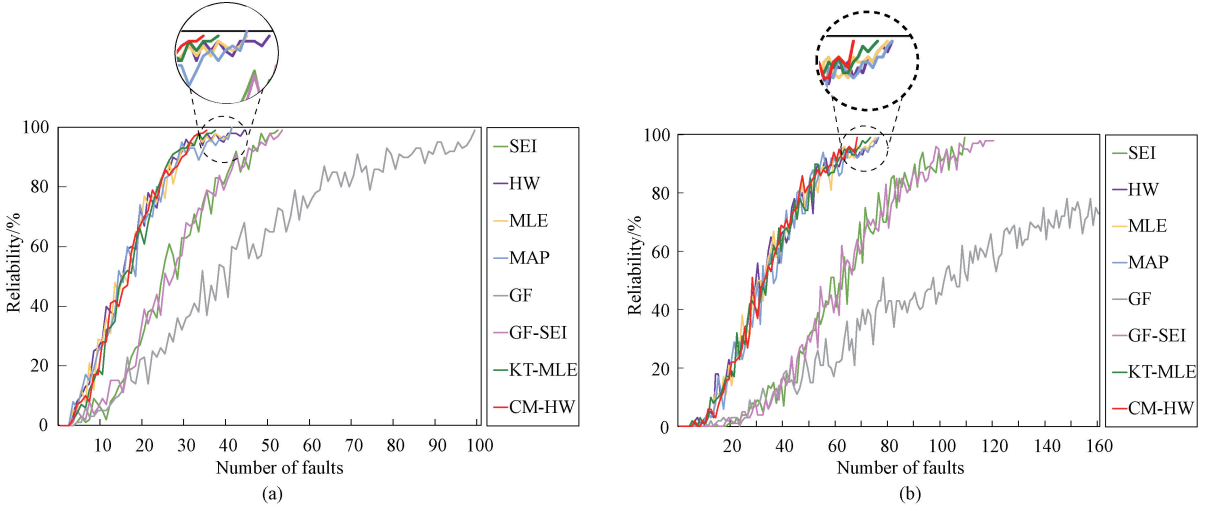 100
80
60
40
20
0
Reliability/%
10
20
30
40
50
60
70
80
90
100
Number of faults
(a)
SEI
HW
MLE
MAP
GF
GF-SEI
KT-MLE
CM-HW
100
80
60
40
20
0
Reliability/%
20
40
60
80
100
120
140
160
Number of faults
(b)
SEI
HW
MLE
MAP
GF
GF-SEI
KT-MLE
CM-HW